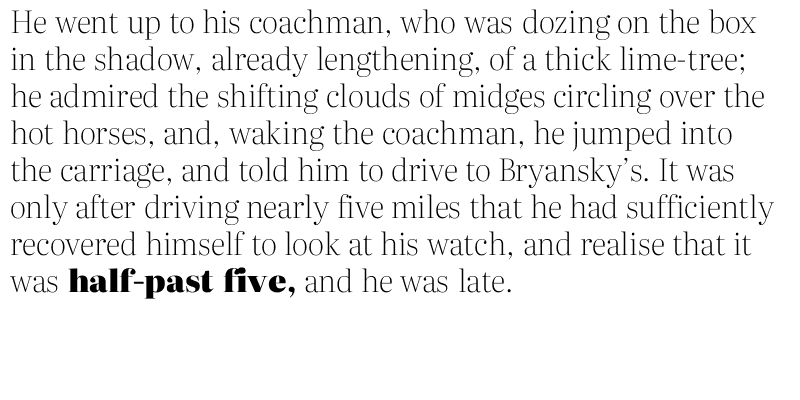 He went up to his coachman, who was dozing on the box
in the shadow, already lengthening, of a thick lime-tree;
he admired the shifting clouds of midges circling over the
hot horses, and, waking the coachman, he jumped into
the carriage, and told him to drive to Bryansky’s. It was
only after driving nearly five miles that he had sufficiently
recovered himself to look at his watch, and realise that it
was half-past five, and he was late.